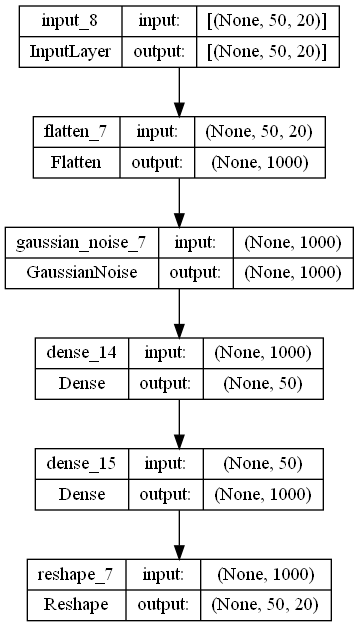 input_8 input: [(None, 50, 20)]
InputLayer output: [(None, 50, 20)]
flatten_7 input: (None, 50, 20)
Flatten output: (None, 1000)
gaussian_noise_7 input: (None, 1000)
GaussianNoise output: (None, 1000)
dense_14 input: (None, 1000)
Dense output: (None, 50)
dense_15 input: (None, 50)
Dense output: (None, 1000)
reshape_7 input: (None, 1000)
Reshape output: (None, 50, 20)